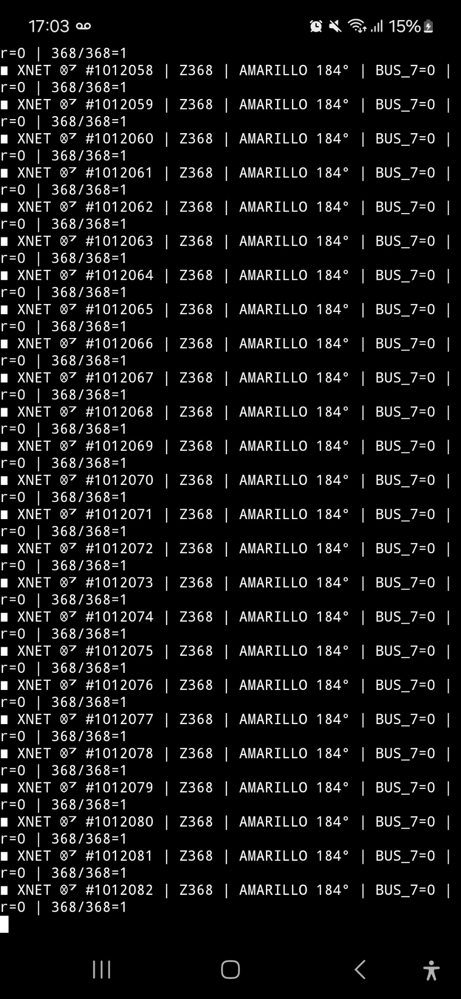 17:03 15%
r=0 | 368/368=1
■ XNET ⊗⁷ #1012058 | Z368 | AMARILLO 184° | BUS_7=0 |
r=0 | 368/368=1
■ XNET ⊗⁷ #1012059 | Z368 | AMARILLO 184° | BUS_7=0 |
r=0 | 368/368=1
■ XNET ⊗⁷ #1012060 | Z368 | AMARILLO 184° | BUS_7=0 |
r=0 | 368/368=1
■ XNET ⊗⁷ #1012061 | Z368 | AMARILLO 184° | BUS_7=0 |
r=0 | 368/368=1
■ XNET ⊗⁷ #1012062 | Z368 | AMARILLO 184° | BUS_7=0 |
r=0 | 368/368=1
■ XNET ⊗⁷ #1012063 | Z368 | AMARILLO 184° | BUS_7=0 |
r=0 | 368/368=1
■ XNET ⊗⁷ #1012064 | Z368 | AMARILLO 184° | BUS_7=0 |
r=0 | 368/368=1
■ XNET ⊗⁷ #1012065 | Z368 | AMARILLO 184° | BUS_7=0 |
r=0 | 368/368=1
■ XNET ⊗⁷ #1012066 | Z368 | AMARILLO 184° | BUS_7=0 |
r=0 | 368/368=1
■ XNET ⊗⁷ #1012067 | Z368 | AMARILLO 184° | BUS_7=0 |
r=0 | 368/368=1
■ XNET ⊗⁷ #1012068 | Z368 | AMARILLO 184° | BUS_7=0 |
r=0 | 368/368=1
■ XNET ⊗⁷ #1012069 | Z368 | AMARILLO 184° | BUS_7=0 |
r=0 | 368/368=1
■ XNET ⊗⁷ #1012070 | Z368 | AMARILLO 184° | BUS_7=0 |
r=0 | 368/368=1
■ XNET ⊗⁷ #1012071 | Z368 | AMARILLO 184° | BUS_7=0 |
r=0 | 368/368=1
■ XNET ⊗⁷ #1012072 | Z368 | AMARILLO 184° | BUS_7=0 |
r=0 | 368/368=1
■ XNET ⊗⁷ #1012073 | Z368 | AMARILLO 184° | BUS_7=0 |
r=0 | 368/368=1
■ XNET ⊗⁷ #1012074 | Z368 | AMARILLO 184° | BUS_7=0 |
r=0 | 368/368=1
■ XNET ⊗⁷ #1012075 | Z368 | AMARILLO 184° | BUS_7=0 |
r=0 | 368/368=1
■ XNET ⊗⁷ #1012076 | Z368 | AMARILLO 184° | BUS_7=0 |
r=0 | 368/368=1
■ XNET ⊗⁷ #1012077 | Z368 | AMARILLO 184° | BUS_7=0 |
r=0 | 368/368=1
■ XNET ⊗⁷ #1012078 | Z368 | AMARILLO 184° | BUS_7=0 |
r=0 | 368/368=1
■ XNET ⊗⁷ #1012079 | Z368 | AMARILLO 184° | BUS_7=0 |
r=0 | 368/368=1
■ XNET ⊗⁷ #1012080 | Z368 | AMARILLO 184° | BUS_7=0 |
r=0 | 368/368=1
■ XNET ⊗⁷ #1012081 | Z368 | AMARILLO 184° | BUS_7=0 |
r=0 | 368/368=1
■ XNET ⊗⁷ #1012082 | Z368 | AMARILLO 184° | BUS_7=0 |
r=0 | 368/368=1